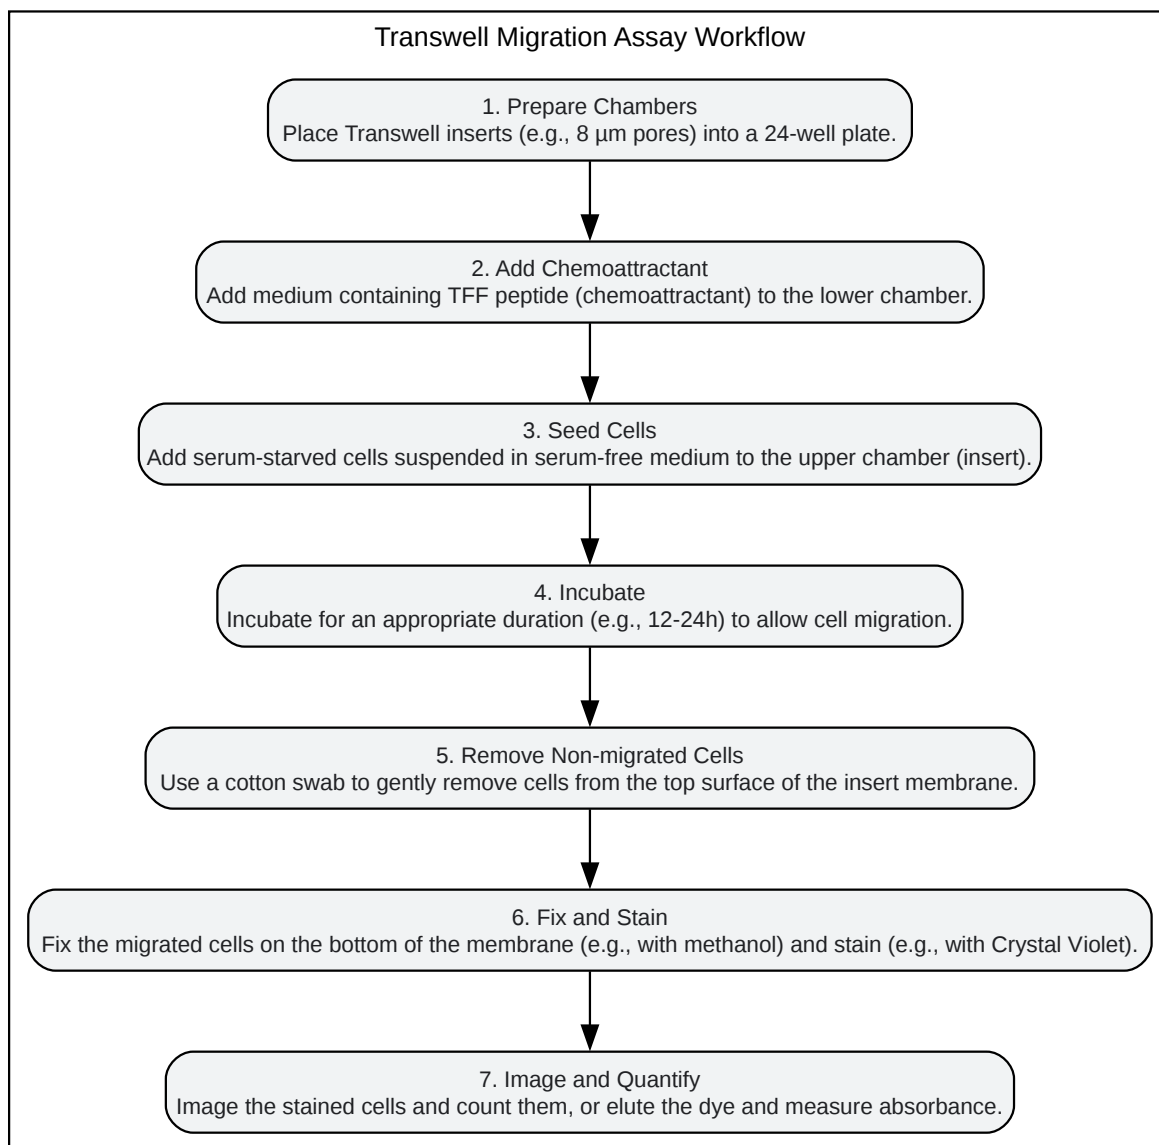 Transwell Migration Assay Workflow
1. Prepare Chambers
Place Transwell inserts (e.g., 8 µm pores) into a 24-well plate.
2. Add Chemoattractant
Add medium containing TFF peptide (chemoattractant) to the lower chamber.
3. Seed Cells
Add serum-starved cells suspended in serum-free medium to the upper chamber (insert).
4. Incubate
Incubate for an appropriate duration (e.g., 12-24h) to allow cell migration.
5. Remove Non-migrated Cells
Use a cotton swab to gently remove cells from the top surface of the insert membrane.
6. Fix and Stain
Fix the migrated cells on the bottom of the membrane (e.g., with methanol) and stain (e.g., with Crystal Violet).
7. Image and Quantify
Image the stained cells and count them, or elute the dye and measure absorbance.